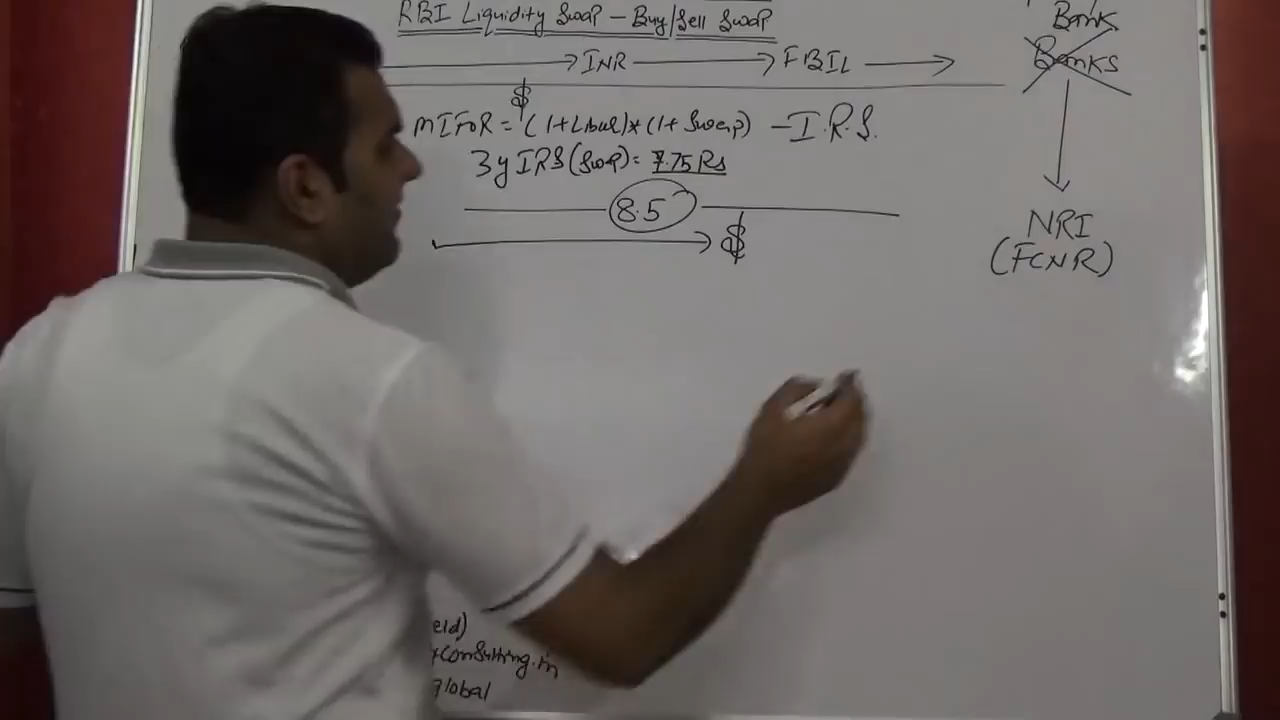 RBI Liquidity Swap - Buy/Sell Swap
Bank
Banks
INR
FBIL
$
MIFOR = (1+Libor)*(1+Swap) - I.R.S.
3y IRS(Swap) = 7.75 Rs
8.5
$
NRI
(FCNR)
eld)
consulting.in
global